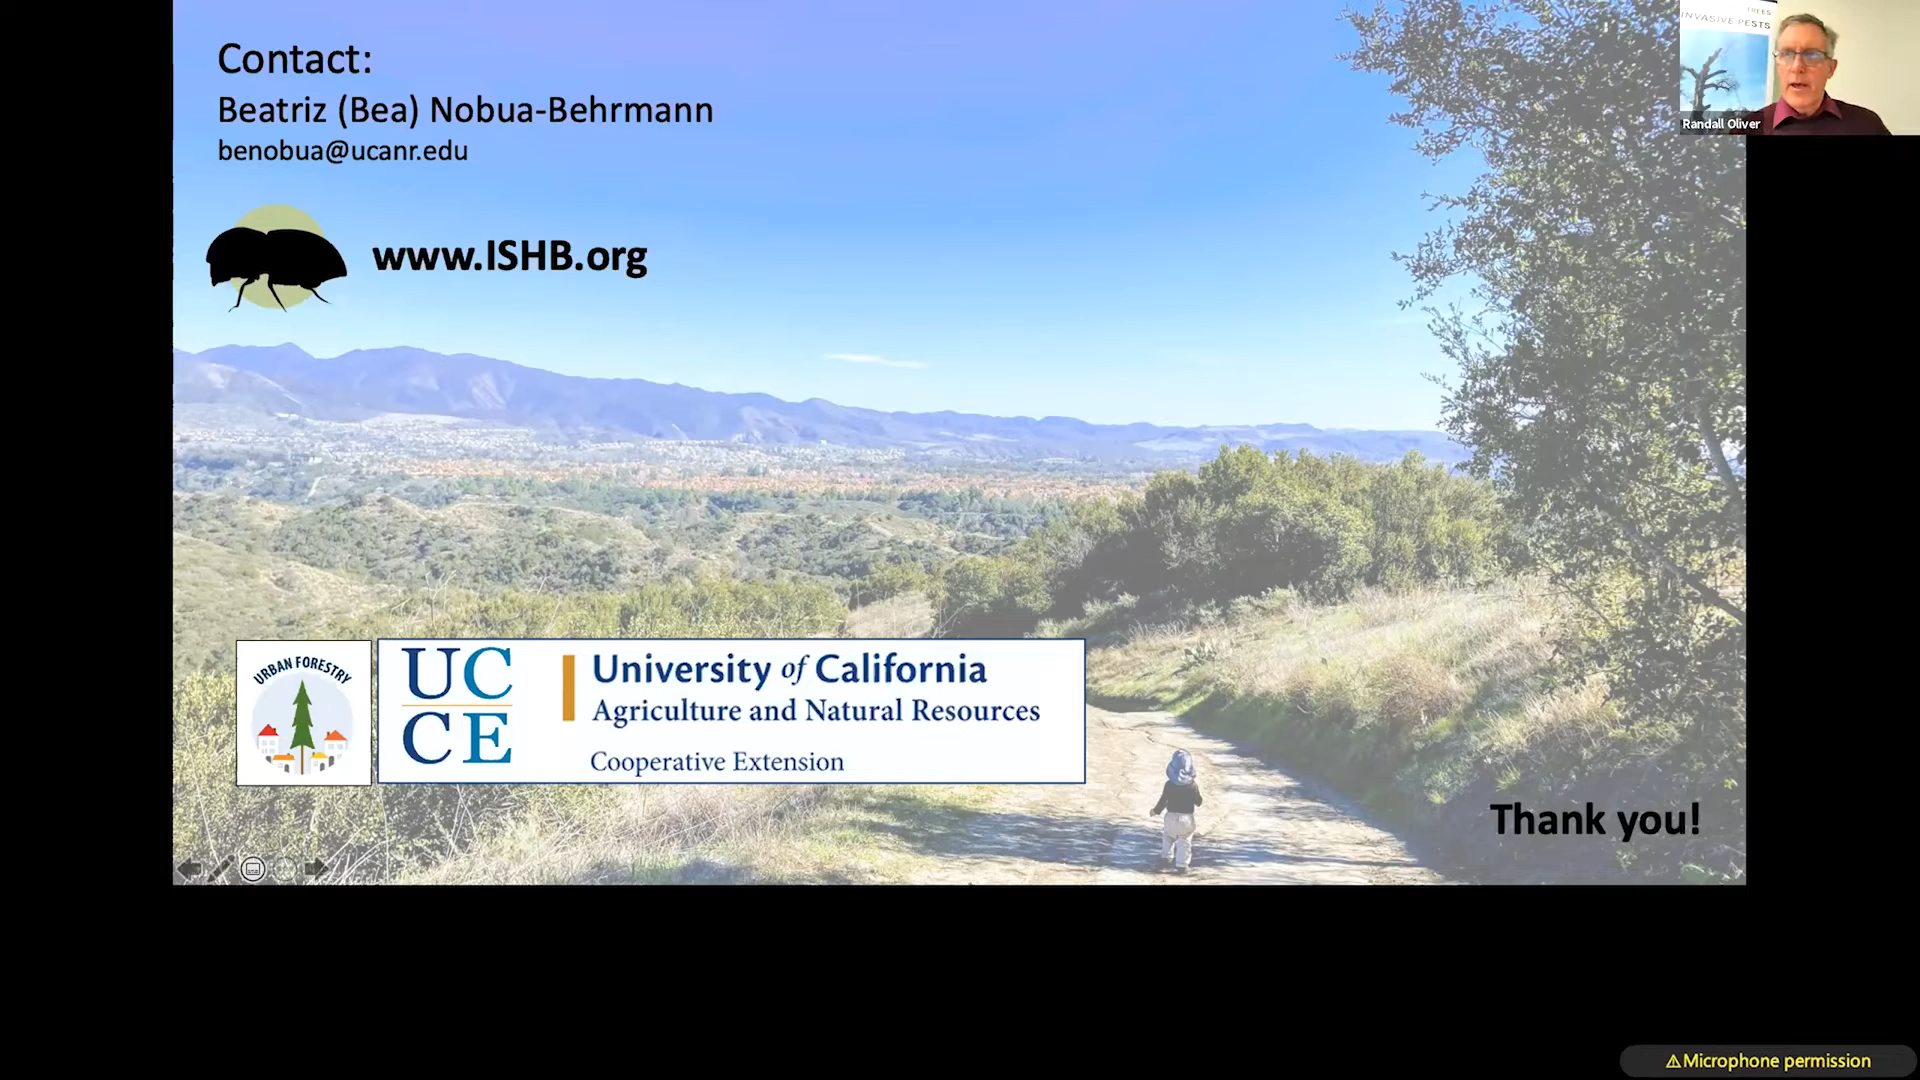 Contact:
Beatriz (Bea) Nobua-Behrmann
benobua@ucanr.edu
www.ISHB.org
TREES
INVASIVE PESTS
Randall Oliver
URBAN FORESTRY
UC
CE
University of California
Agriculture and Natural Resources
Cooperative Extension
Thank you!
⚠Microphone permission